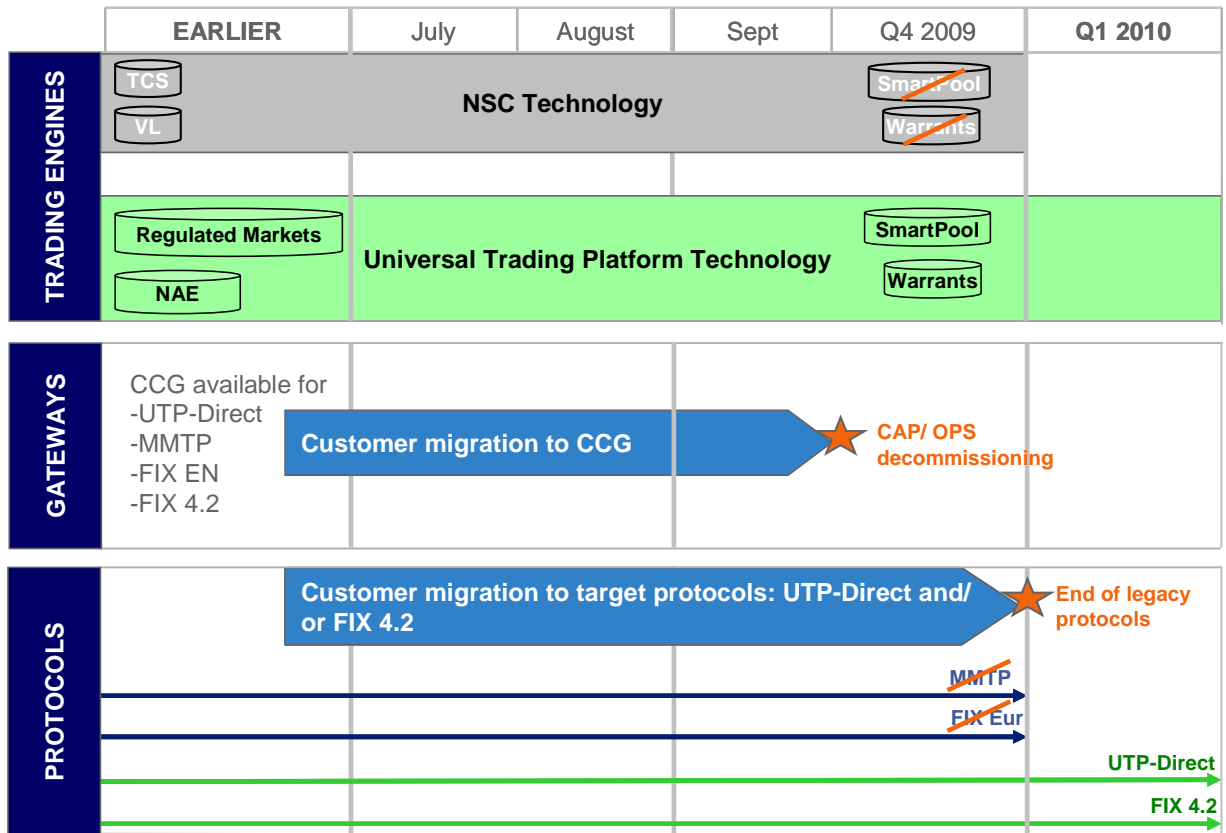 EARLIER
July
August
Sept
Q4 2009
Q1 2010
TRADING ENGINES
TCS
VL
NSC Technology
SmartPool
Warrants
Regulated Markets
NAE
Universal Trading Platform Technology
SmartPool
Warrants
GATEWAYS
CCG available for
-UTP-Direct
-MMTP
-FIX EN
-FIX 4.2
Customer migration to CCG
CAP/ OPS
decommissioning
PROTOCOLS
Customer migration to target protocols: UTP-Direct and/
or FIX 4.2
End of legacy
protocols
MMTP
FIX Eur
UTP-Direct
FIX 4.2